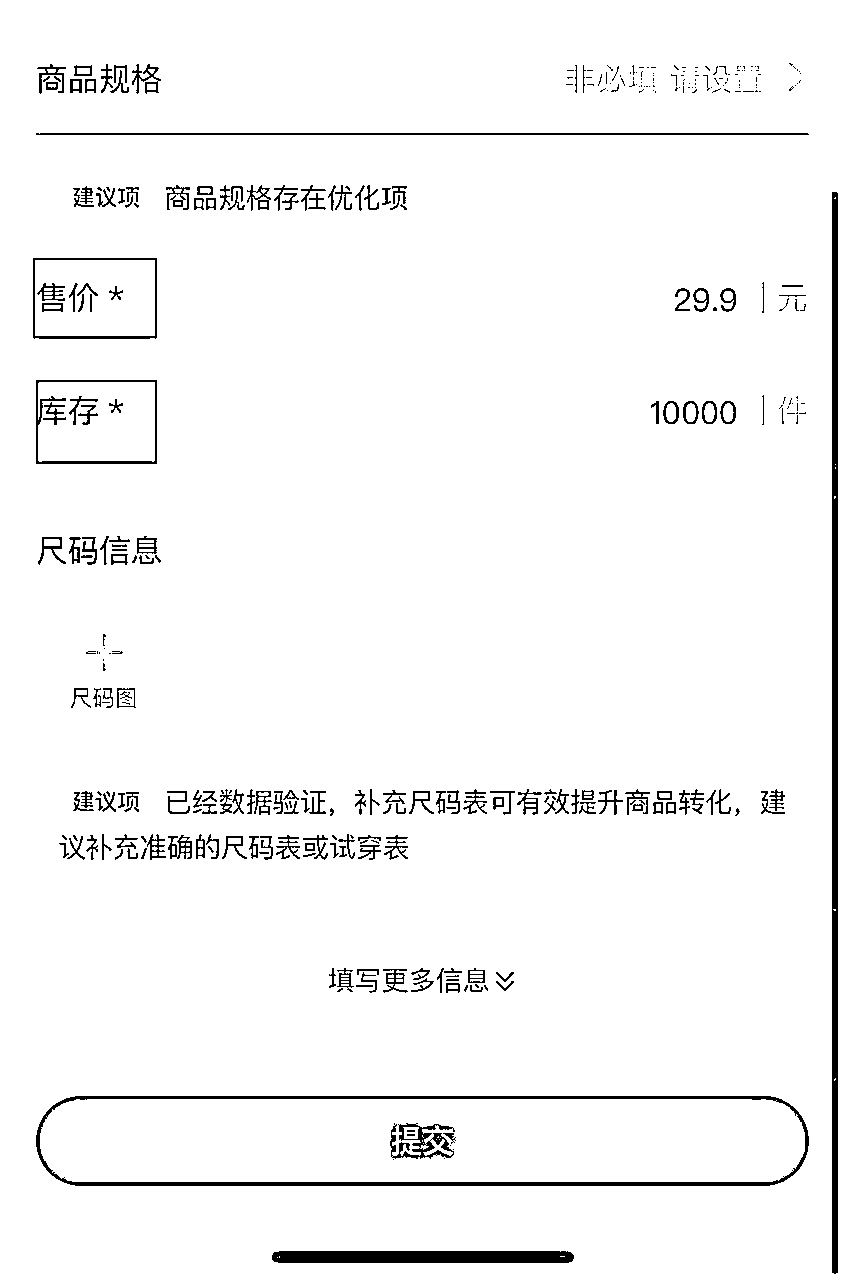 商品规格 非必填 请设置
建议项 商品规格存在优化项
售价 * 29.9 元
库存 * 10000 件
尺码信息
尺码图
建议项 已经数据验证，补充尺码表可有效提升商品转化，建
议补充准确的尺码表或试穿表
填写更多信息
提交